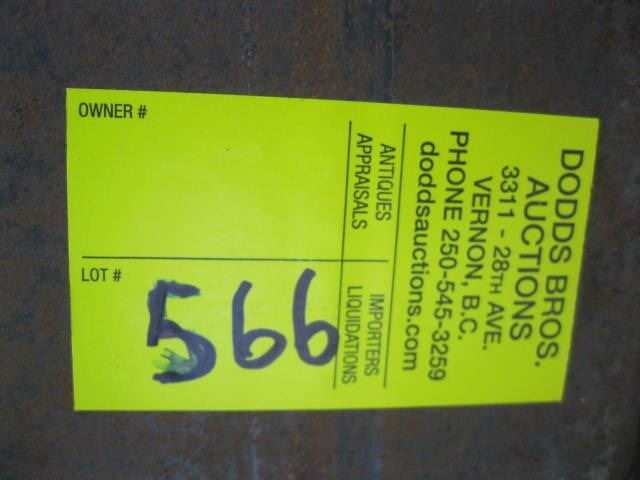 DODDS BROS.
AUCTIONS
3311 - 28TH AVE.
VERNON, B.C.
PHONE 250-545-3259
doddsauctions.com
ANTIQUES
APPRAISALS
IMPORTERS
LIQUIDATIONS
OWNER #
LOT #
566